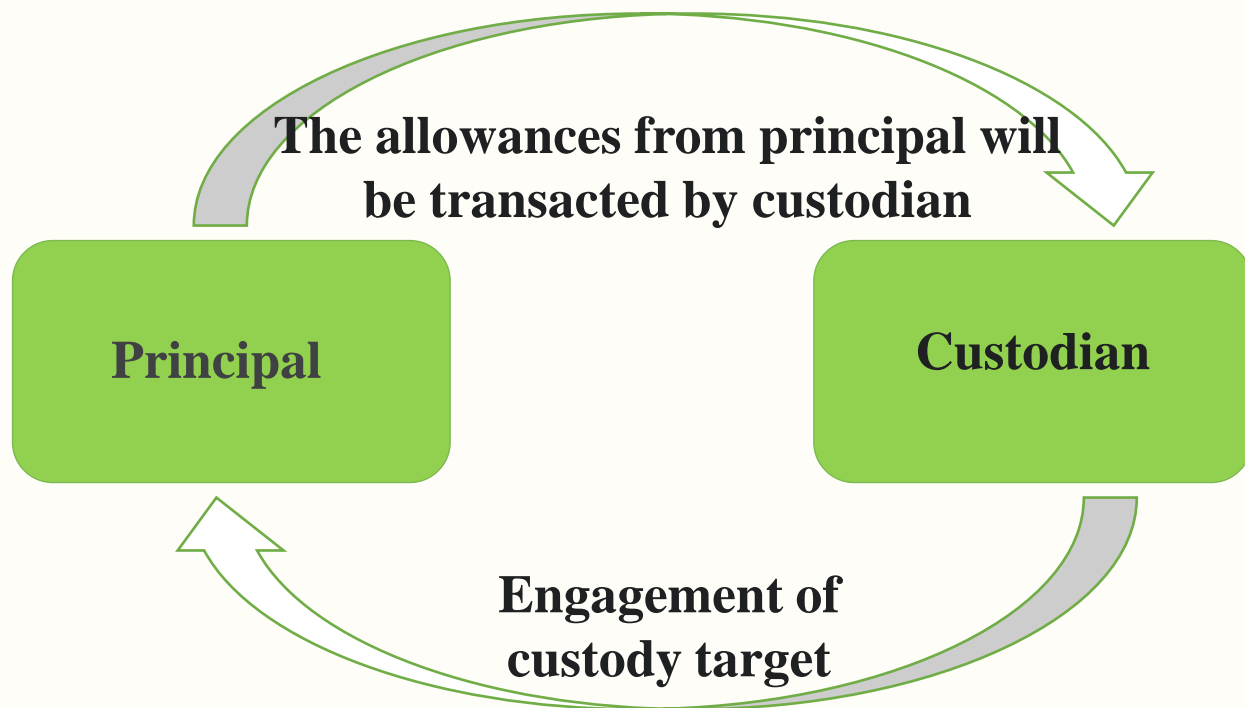 The allowances from principal will
be transacted by custodian
Principal
Custodian
Engagement of
custody target